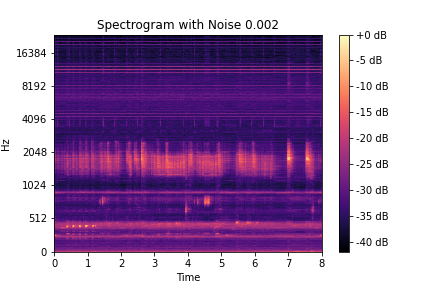 Spectrogram with Noise 0.002
+0 dB
16384
-5 dB
-10 dB
8192
-15 dB
4096
-20 dB
Hz
2048
-25 dB
1024
-30 dB
512
-35 dB
0
-40 dB
0 1 2 3 4 5 6 7 8
Time